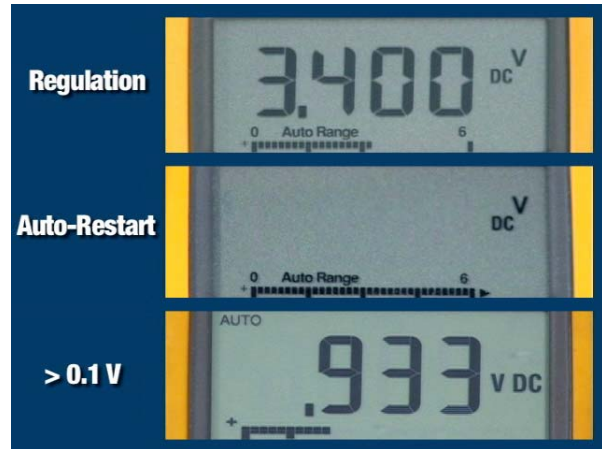 Regulation
3.400 DC V
0 Auto Range 6
+
Auto-Restart
DC V
0 Auto Range 6
+
> 0.1 V
AUTO
.933 V DC
+